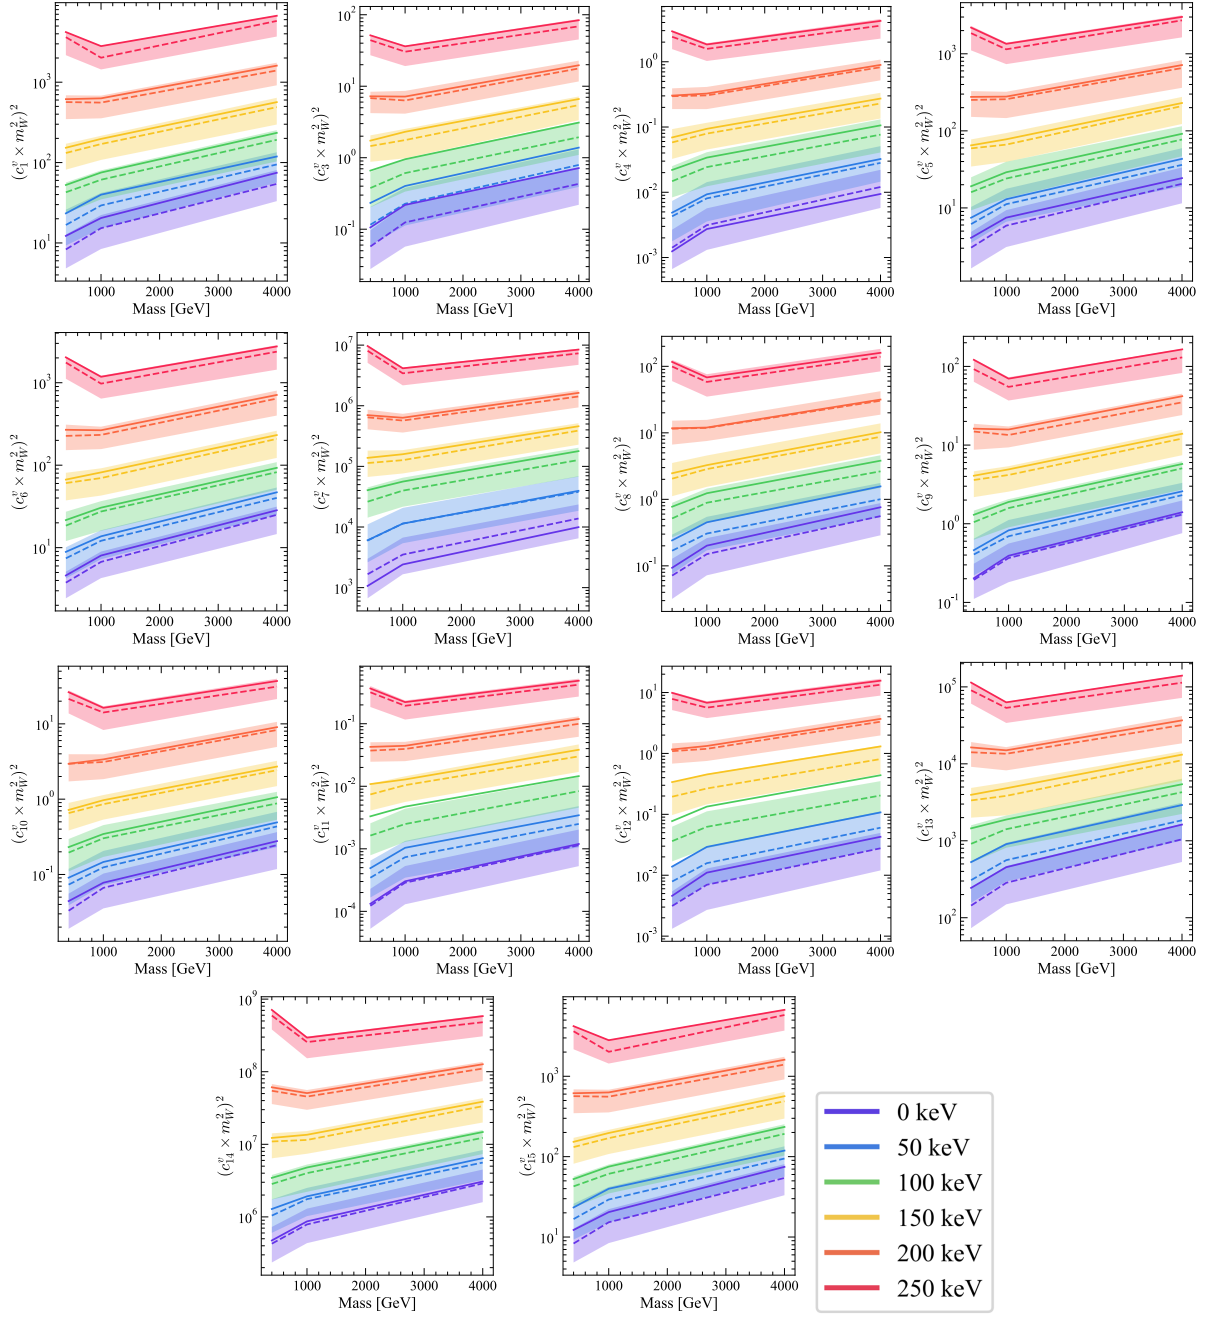 (c₁ᵛ × m_W²)²
10³
10²
10¹
1000 2000 3000 4000
Mass [GeV]
(c₃ᵛ × m_W²)²
10²
10¹
10⁰
10⁻¹
1000 2000 3000 4000
Mass [GeV]
(c₄ᵛ × m_W²)²
10⁰
10⁻¹
10⁻²
10⁻³
1000 2000 3000 4000
Mass [GeV]
(c₅ᵛ × m_W²)²
10³
10²
10¹
1000 2000 3000 4000
Mass [GeV]
(c₆ᵛ × m_W²)²
10³
10²
10¹
1000 2000 3000 4000
Mass [GeV]
(c₇ᵛ × m_W²)²
10⁷
10⁶
10⁵
10⁴
10³
1000 2000 3000 4000
Mass [GeV]
(c₈ᵛ × m_W²)²
10²
10¹
10⁰
10⁻¹
1000 2000 3000 4000
Mass [GeV]
(c₉ᵛ × m_W²)²
10²
10¹
10⁰
10⁻¹
1000 2000 3000 4000
Mass [GeV]
(c₁₀ᵛ × m_W²)²
10¹
10⁰
10⁻¹
1000 2000 3000 4000
Mass [GeV]
(c₁₁ᵛ × m_W²)²
10⁻¹
10⁻²
10⁻³
10⁻⁴
1000 2000 3000 4000
Mass [GeV]
(c₁₂ᵛ × m_W²)²
10¹
10⁰
10⁻¹
10⁻²
10⁻³
1000 2000 3000 4000
Mass [GeV]
(c₁₃ᵛ × m_W²)²
10⁵
10⁴
10³
10²
1000 2000 3000 4000
Mass [GeV]
(c₁₄ᵛ × m_W²)²
10⁹
10⁸
10⁷
10⁶
1000 2000 3000 4000
Mass [GeV]
(c₁₅ᵛ × m_W²)²
10³
10²
10¹
1000 2000 3000 4000
Mass [GeV]
0 keV
50 keV
100 keV
150 keV
200 keV
250 keV